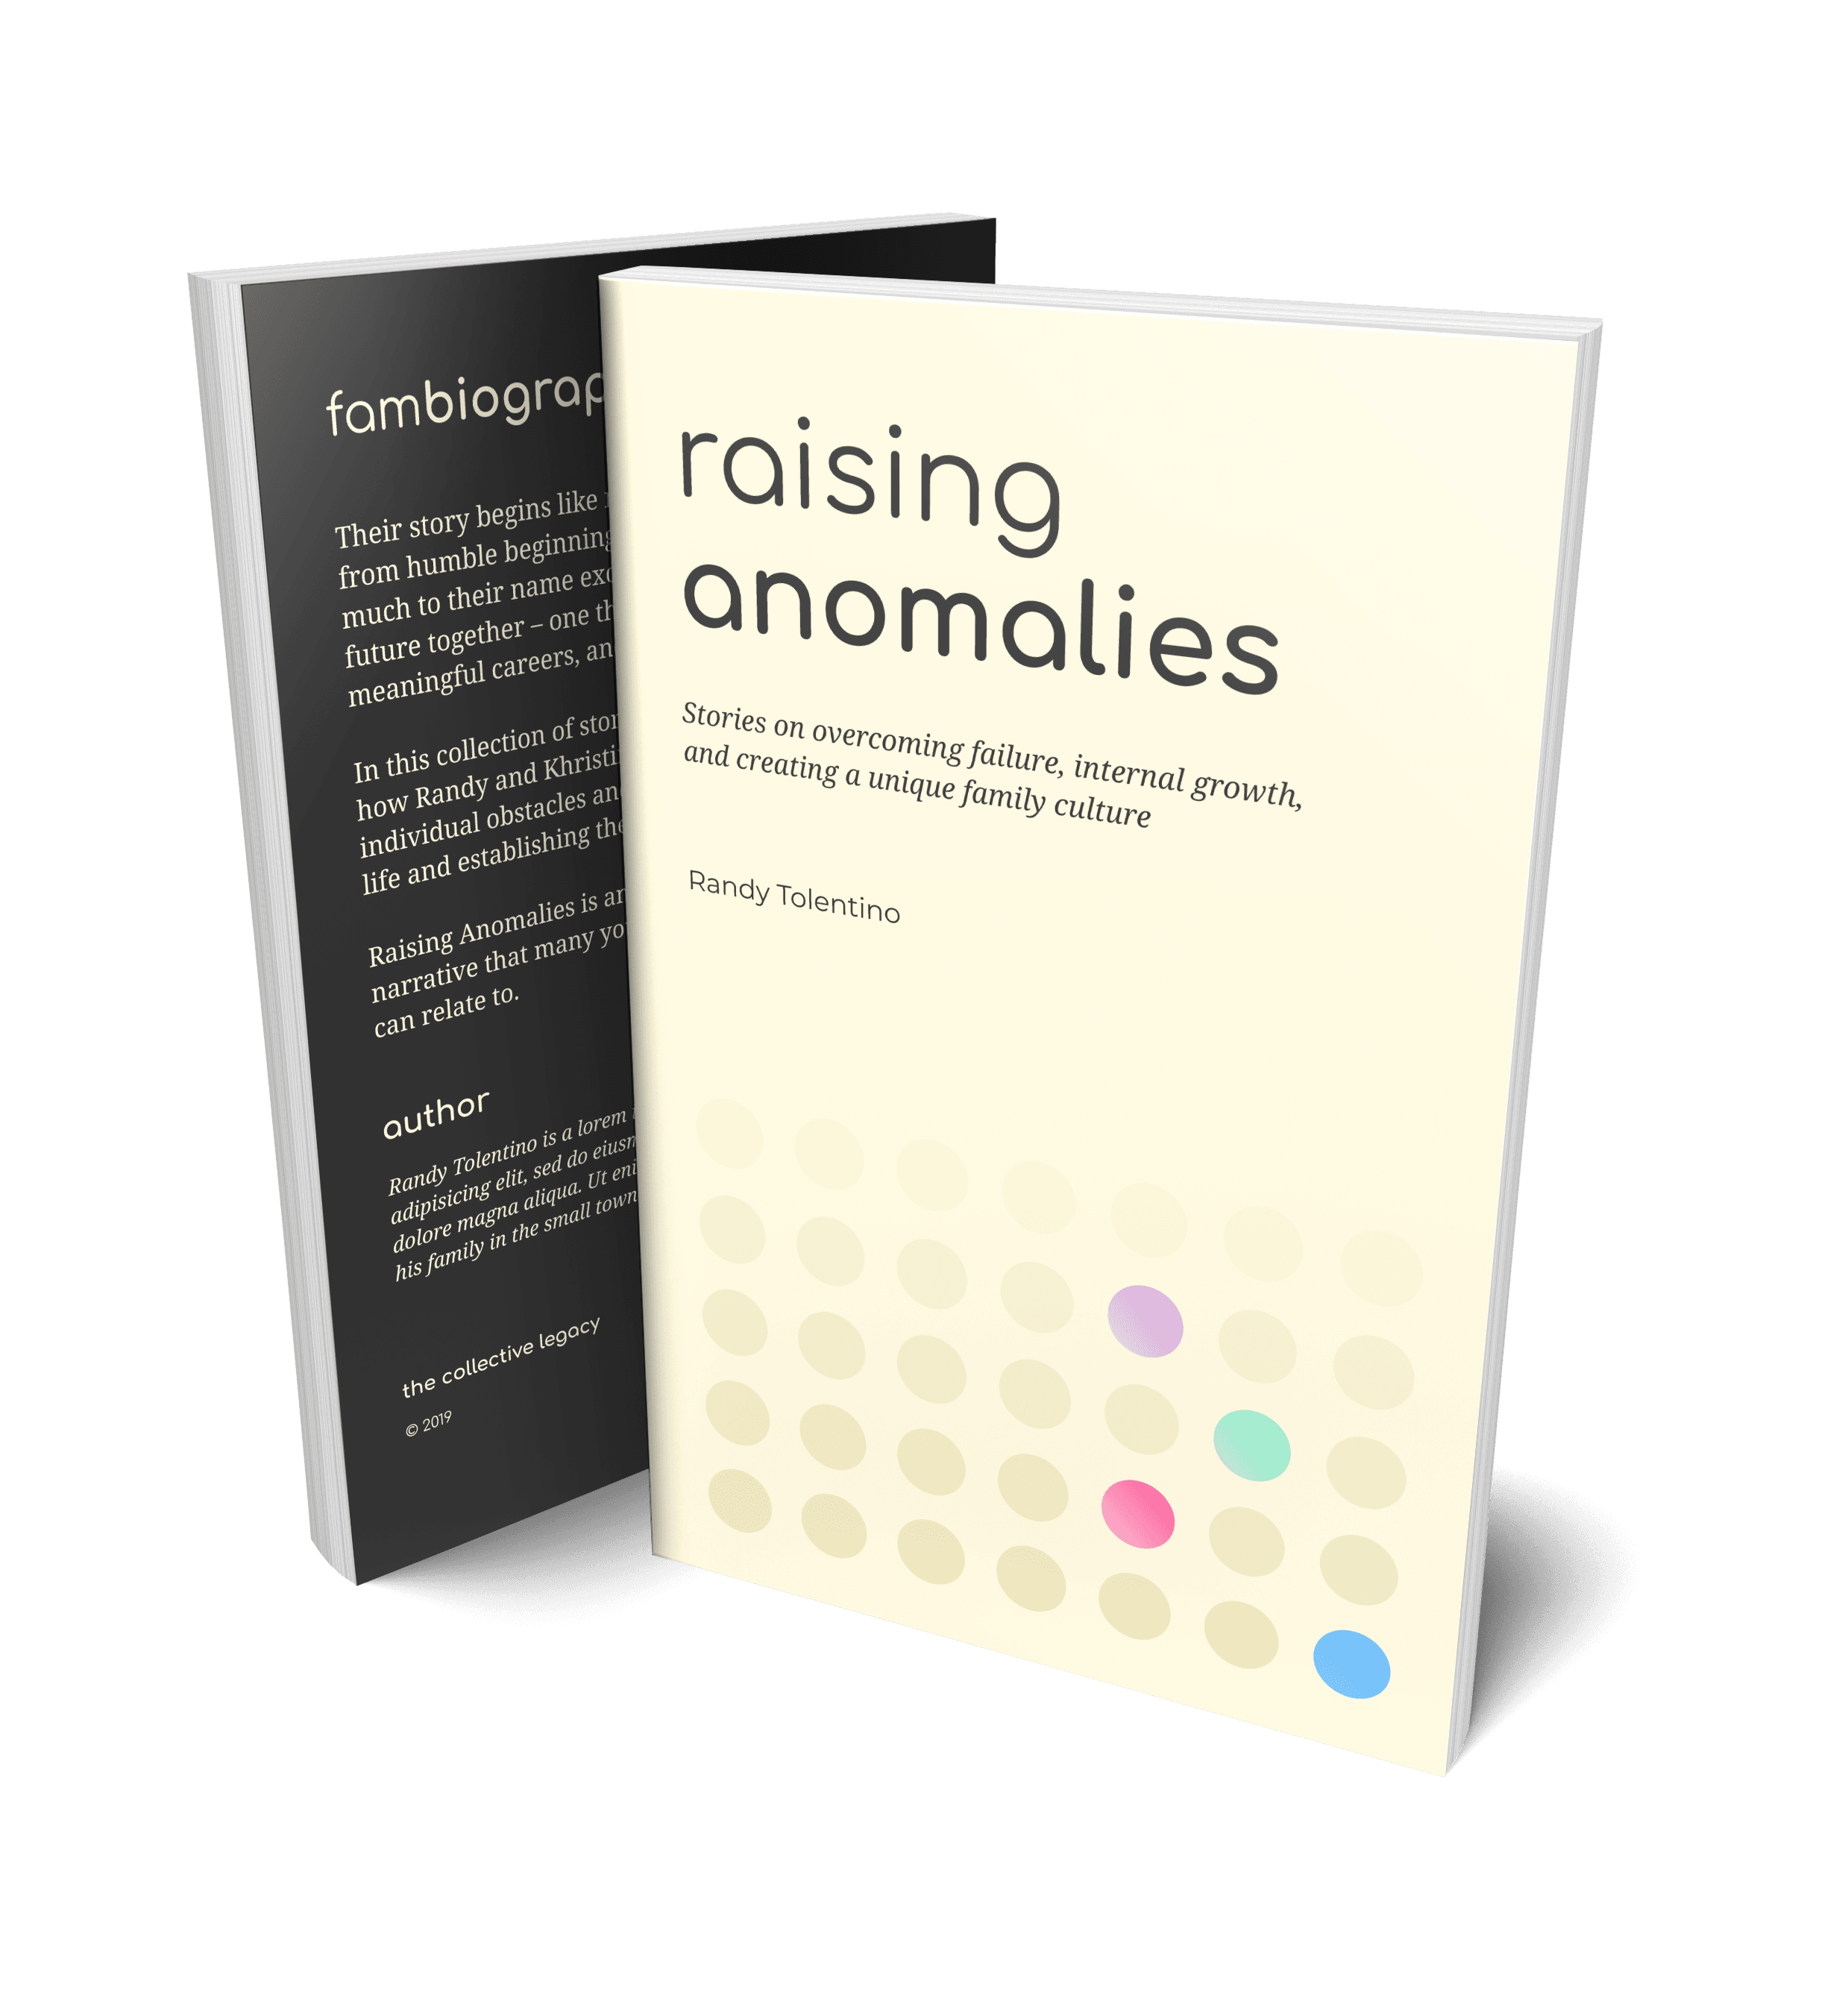 fambiograp
Their story begins like
from humble beginning
much to their name exc
future together – one th
meaningful careers, an
In this collection of stor
how Randy and Khristi
individual obstacles an
life and establishing the
Raising Anomalies is an
narrative that many yo
can relate to.
author
Randy Tolentino is a lorem
adipisicing elit, sed do eiusm
dolore magna aliqua. Ut eni
his family in the small town
the collective legacy
© 2019
raising
anomalies
Stories on overcoming failure, internal growth,
and creating a unique family culture
Randy Tolentino